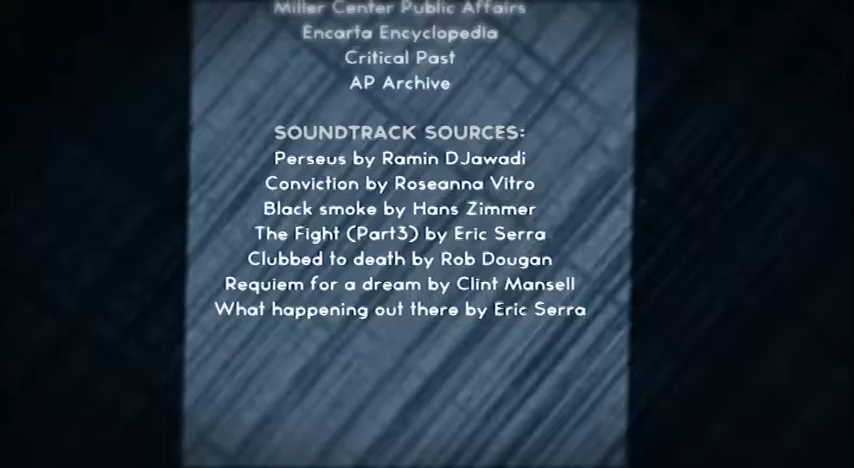 Miller Center Public Affairs
Encarta Encyclopedia
Critical Past
AP Archive
SOUNDTRACK SOURCES:
Perseus by Ramin DJawadi
Conviction by Roseanna Vitro
Black smoke by Hans Zimmer
The Fight (Part3) by Eric Serra
Clubbed to death by Rob Dougan
Requiem for a dream by Clint Mansell
What happening out there by Eric Serra